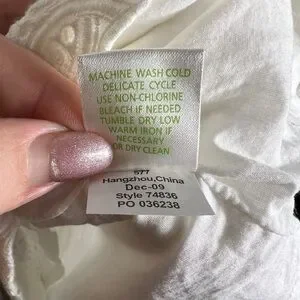 MACHINE WASH COLD
DELICATE CYCLE
USE NON-CHLORINE
BLEACH IF NEEDED
TUMBLE DRY LOW
WARM IRON IF
NECESSARY
OR DRY CLEAN
577
Hangzhou,China
Dec-09
Style 74836
PO 036238